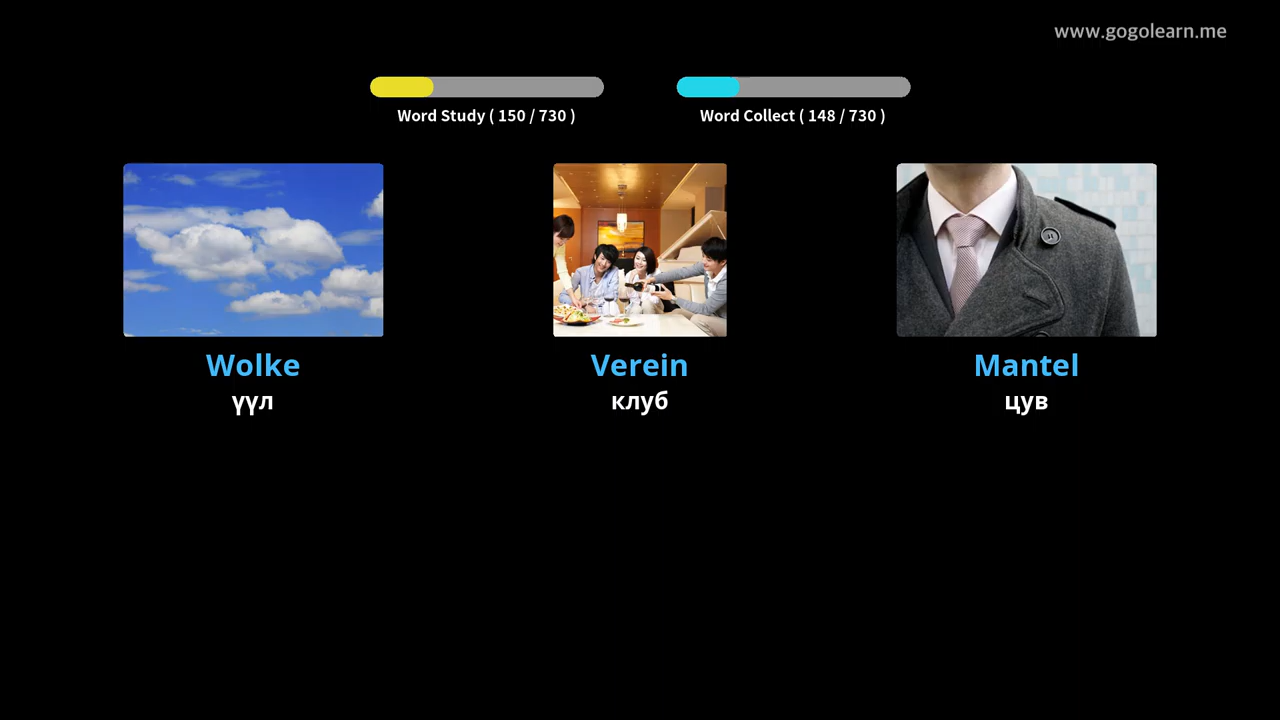 www.gogolearn.me
Word Study ( 150 / 730 )
Word Collect ( 148 / 730 )
Wolke
үүл
Verein
клуб
Mantel
цув